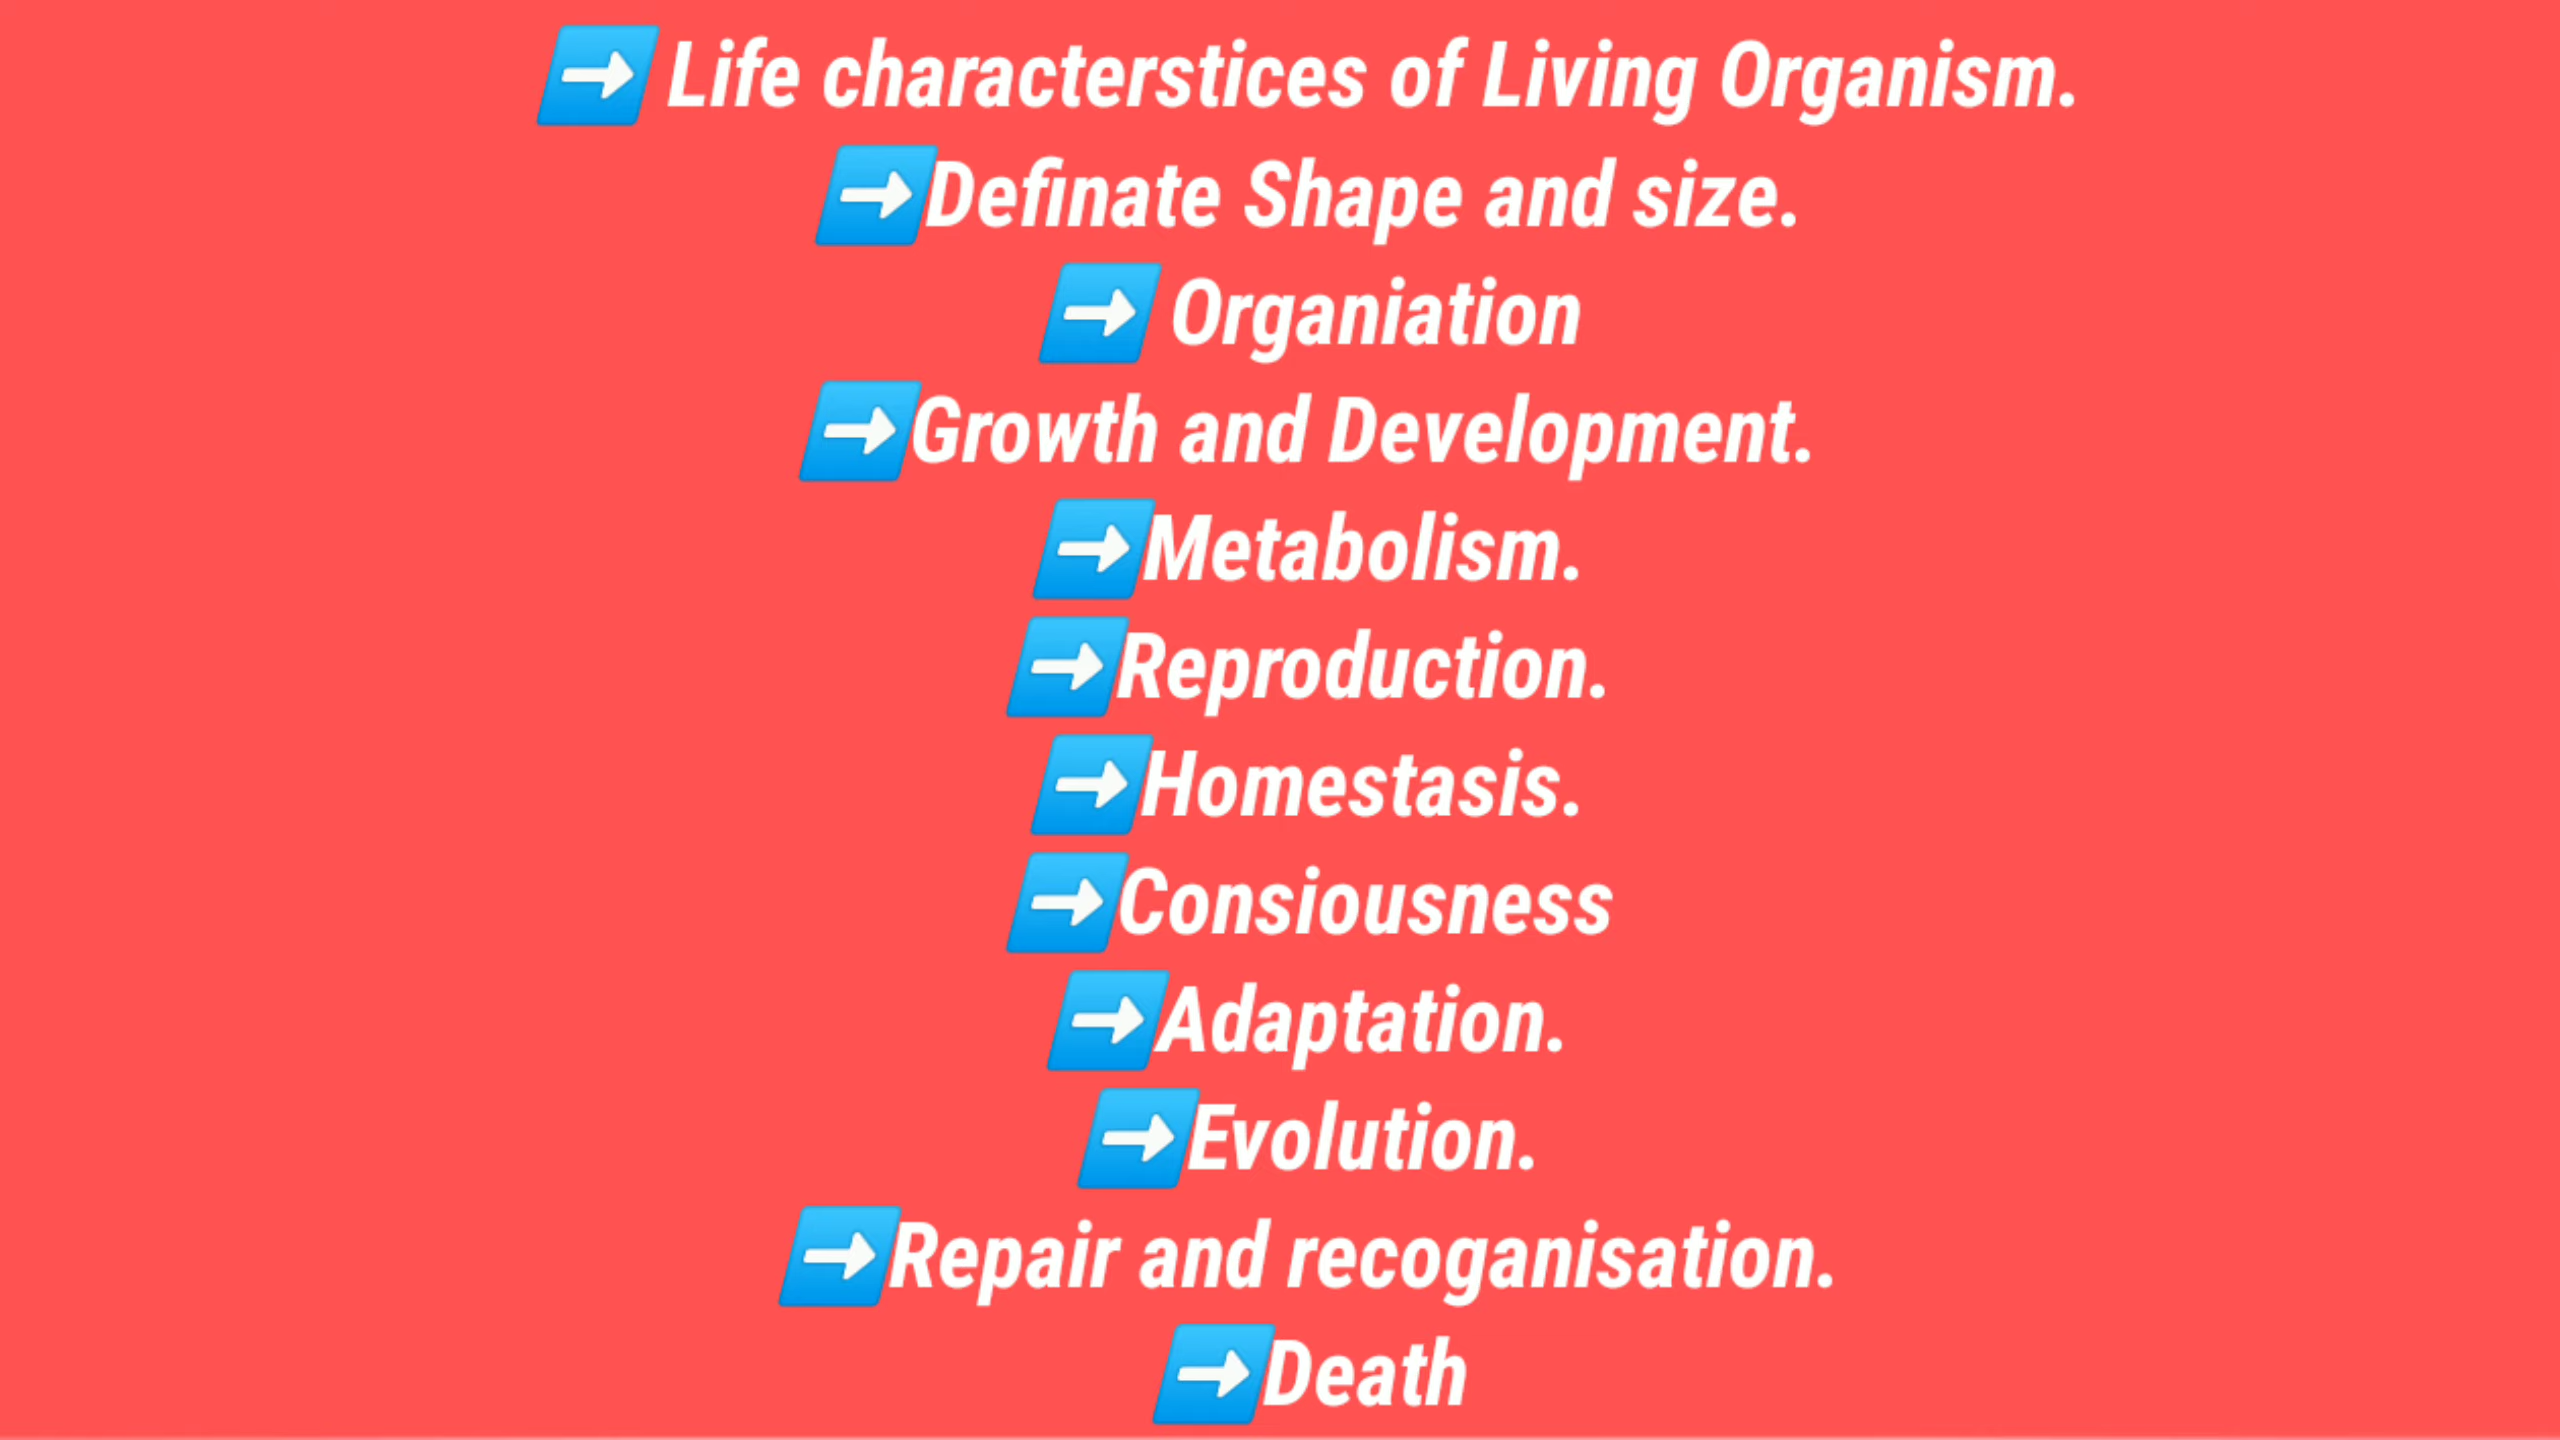 ➡️ Life characterstices of Living Organism.
➡️Definate Shape and size.
➡️ Organiation
➡️Growth and Development.
➡️Metabolism.
➡️Reproduction.
➡️Homestasis.
➡️Consiousness
➡️Adaptation.
➡️Evolution.
➡️Repair and recoganisation.
➡️Death